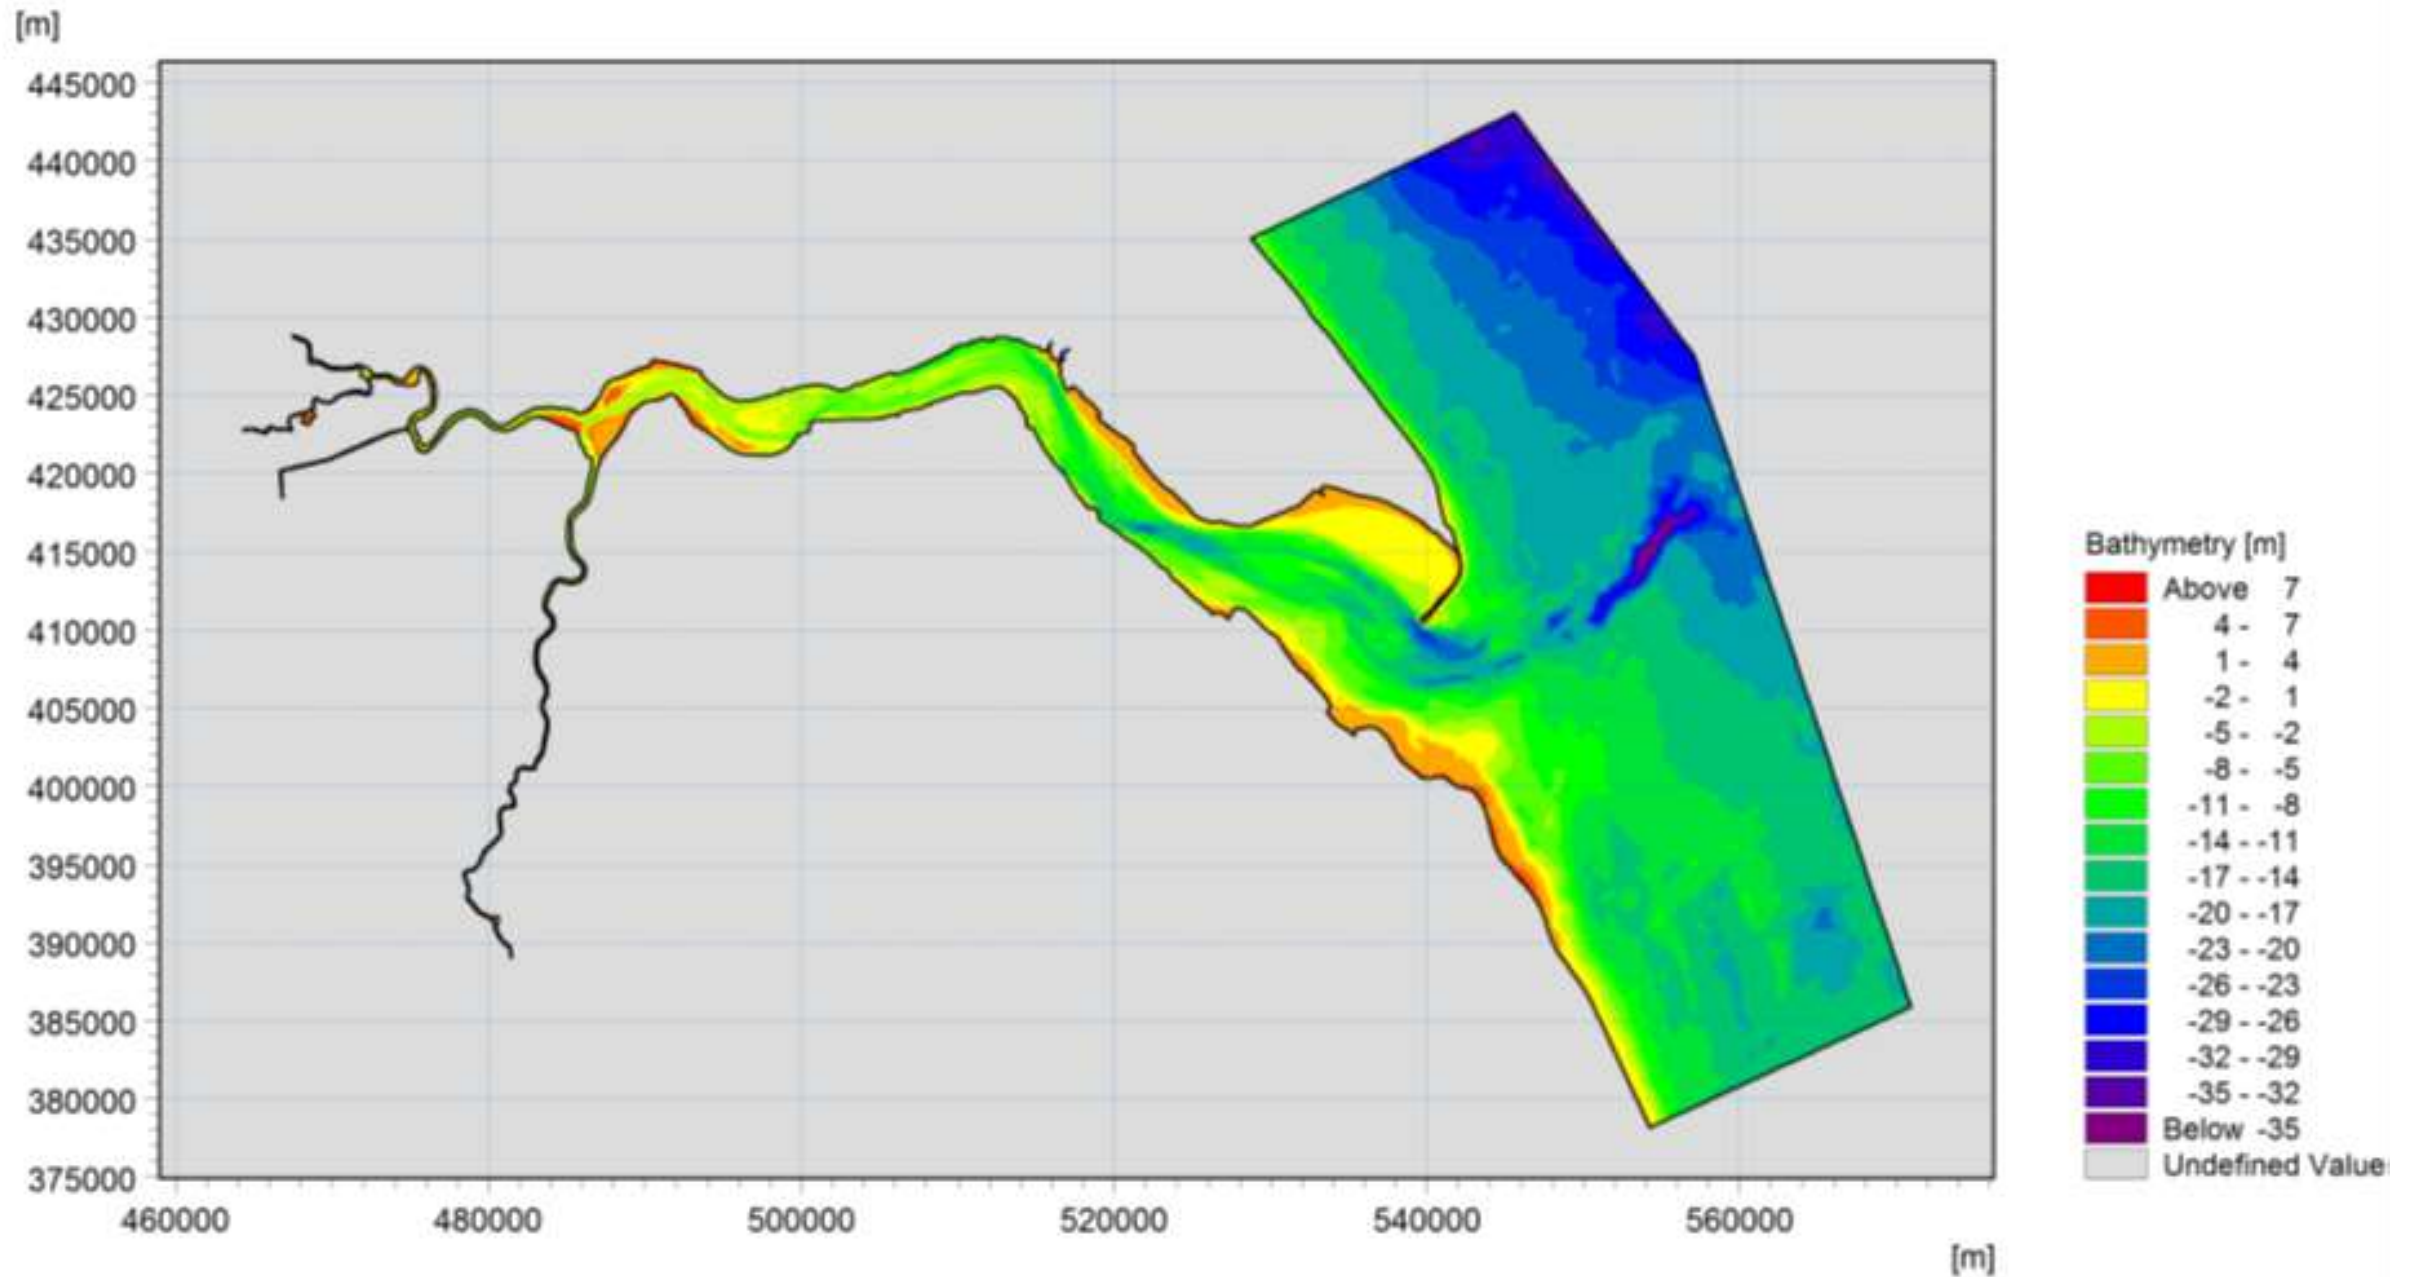 [m]
445000
440000
435000
430000
425000
420000
415000
410000
405000
400000
395000
390000
385000
380000
375000
460000 480000 500000 520000 540000 560000
[m]
Bathymetry [m]
Above 7
4 - 7
1 - 4
-2 - 1
-5 - -2
-8 - -5
-11 - -8
-14 - -11
-17 - -14
-20 - -17
-23 - -20
-26 - -23
-29 - -26
-32 - -29
-35 - -32
Below -35
Undefined Value